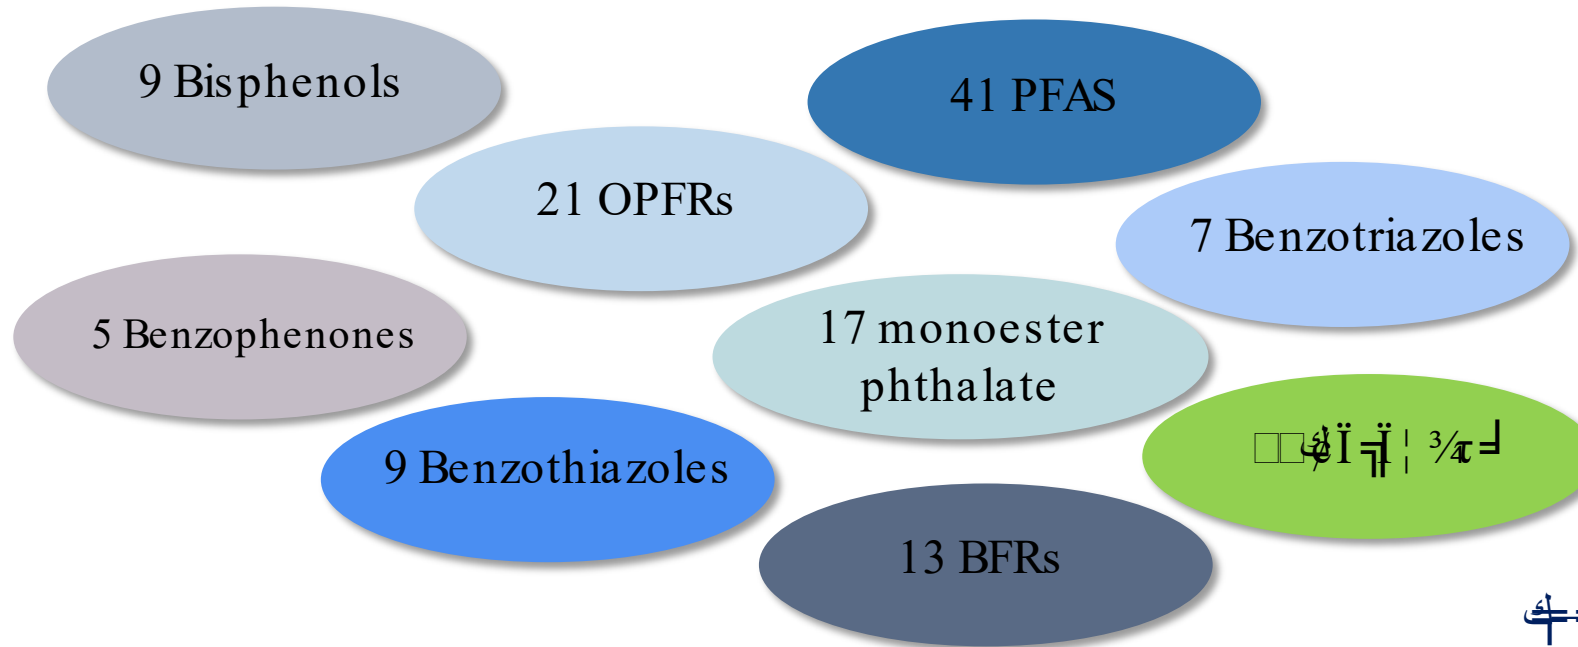 9 Bisphenols
41 PFAS
21 OPFRs
7 Benzotriazoles
5 Benzophenones
17 monoester
phthalate
9 Benzothiazoles
13 BFRs